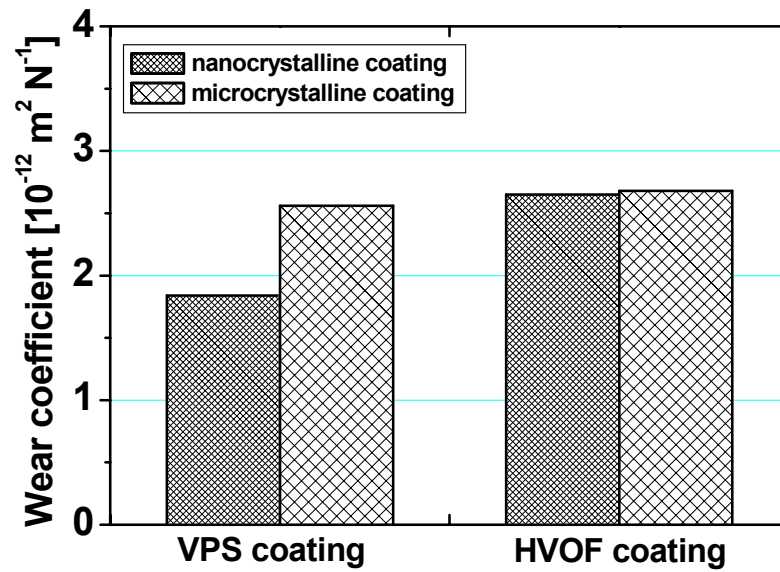 nanocrystalline coating
microcrystalline coating
Wear coefficient [10⁻¹² m² N⁻¹]
4
3
2
1
0
VPS coating HVOF coating